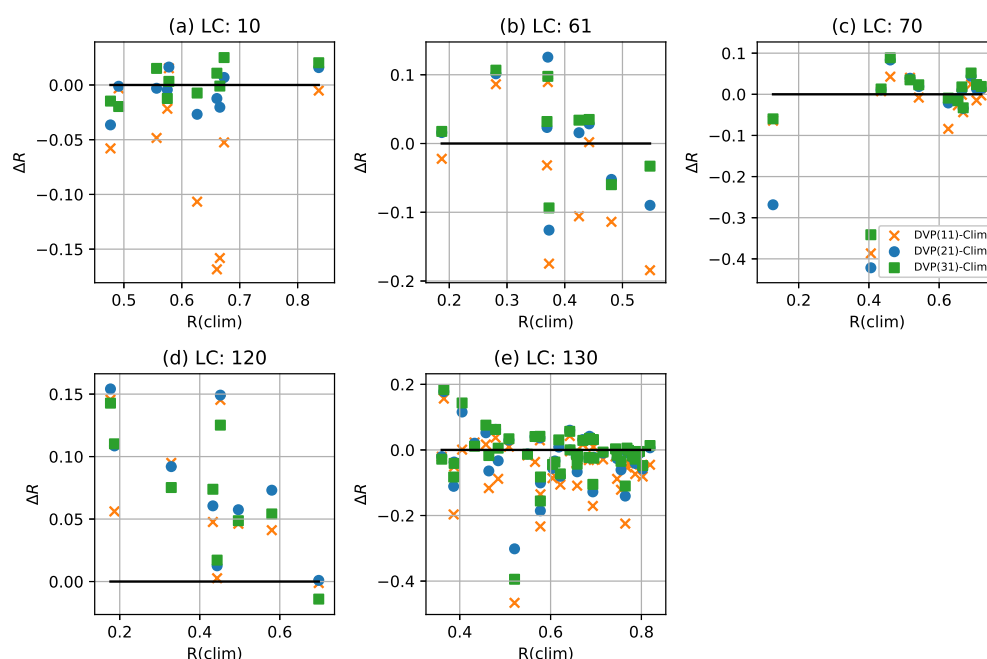 (a) LC: 10
(b) LC: 61
(c) LC: 70
0.00
−0.05
−0.10
−0.15
ΔR
0.5 0.6 0.7 0.8
R(clim)
0.1
0.0
−0.1
−0.2
ΔR
0.2 0.3 0.4 0.5
R(clim)
0.1
0.0
−0.1
−0.2
−0.3
−0.4
ΔR
DVP(11)-Clim
DVP(21)-Clim
DVP(31)-Clim
0.2 0.4 0.6
R(clim)
(d) LC: 120
(e) LC: 130
0.15
0.10
0.05
0.00
ΔR
0.2 0.4 0.6
R(clim)
0.2
0.0
−0.2
−0.4
ΔR
0.4 0.6 0.8
R(clim)